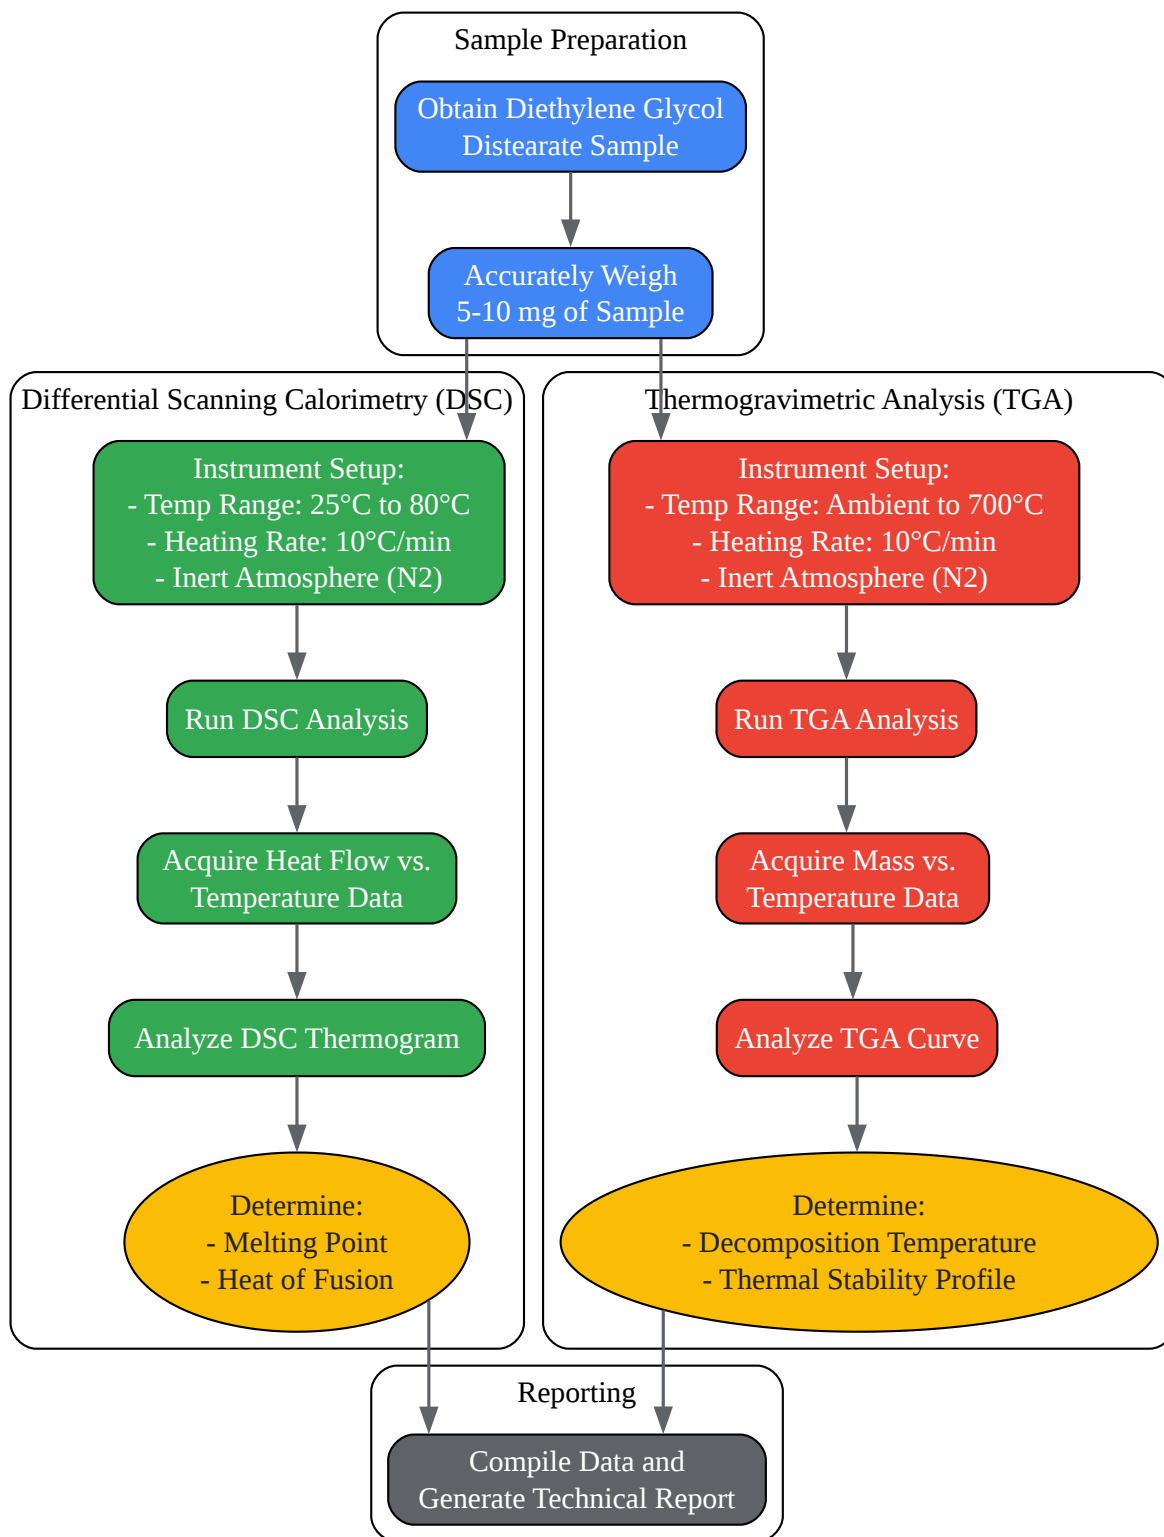 Sample Preparation
Obtain Diethylene Glycol
Distearate Sample
Accurately Weigh
5-10 mg of Sample
Differential Scanning Calorimetry (DSC)
Instrument Setup:
- Temp Range: 25°C to 80°C
- Heating Rate: 10°C/min
- Inert Atmosphere (N2)
Run DSC Analysis
Acquire Heat Flow vs.
Temperature Data
Analyze DSC Thermogram
Determine:
- Melting Point
- Heat of Fusion
Thermogravimetric Analysis (TGA)
Instrument Setup:
- Temp Range: Ambient to 700°C
- Heating Rate: 10°C/min
- Inert Atmosphere (N2)
Run TGA Analysis
Acquire Mass vs.
Temperature Data
Analyze TGA Curve
Determine:
- Decomposition Temperature
- Thermal Stability Profile
Reporting
Compile Data and
Generate Technical Report